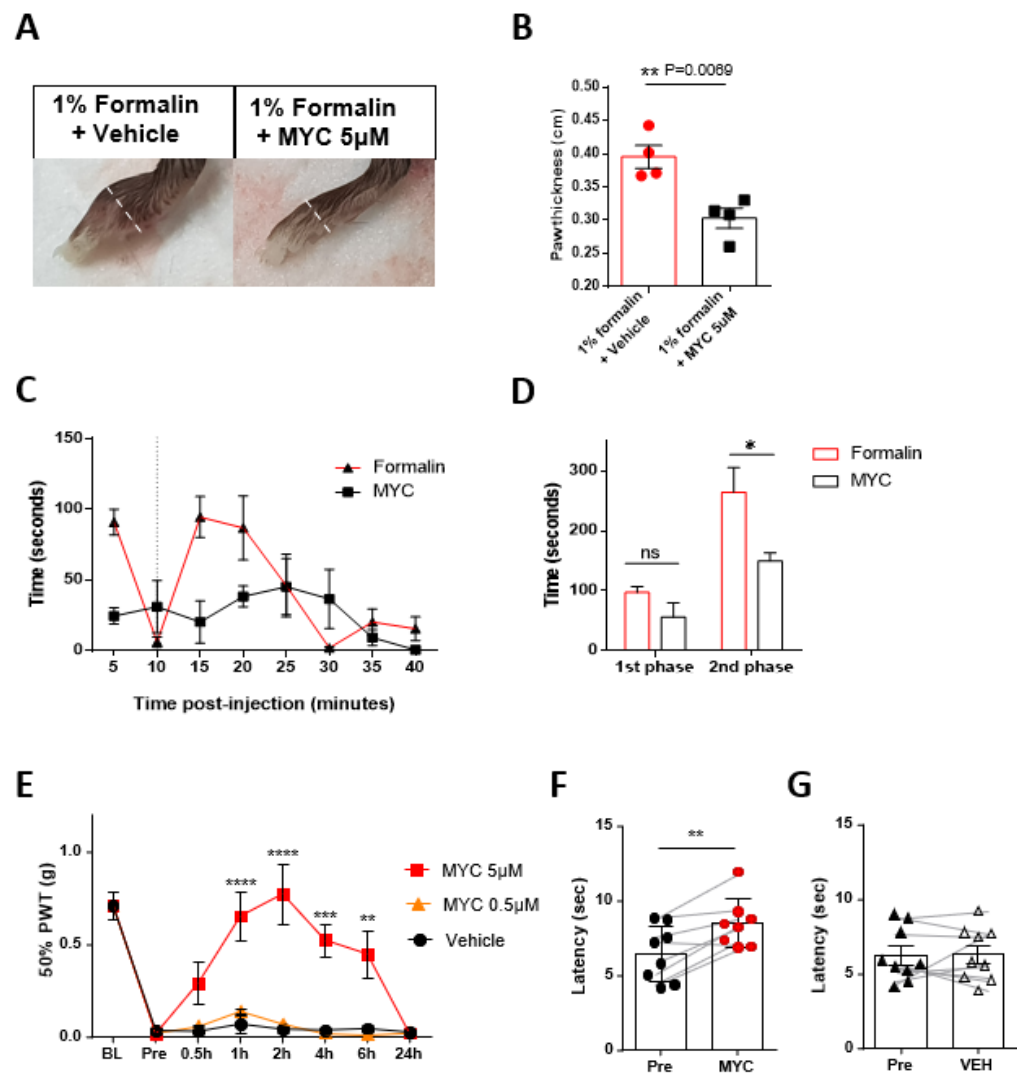 A
1% Formalin
+ Vehicle
1% Formalin
+ MYC 5μM
B
** P=0.0069
0.50
0.45
0.40
0.35
0.30
0.25
0.20
Pawthickness (cm)
1% formalin
+ Vehicle
1% formalin
+ MYC 5uM
C
150
100
50
0
Time (seconds)
Formalin
MYC
5 10 15 20 25 30 35 40
Time post-injection (minutes)
D
300
200
100
0
Time (seconds)
ns
*
Formalin
MYC
1st phase 2nd phase
E
1.0
0.5
0.0
50% PWT (g)
****
****
***
**
MYC 5μM
MYC 0.5μM
Vehicle
BL Pre 0.5h 1h 2h 4h 6h 24h
F
15
10
5
0
Latency (sec)
**
Pre MYC
G
15
10
5
0
Latency (sec)
Pre VEH